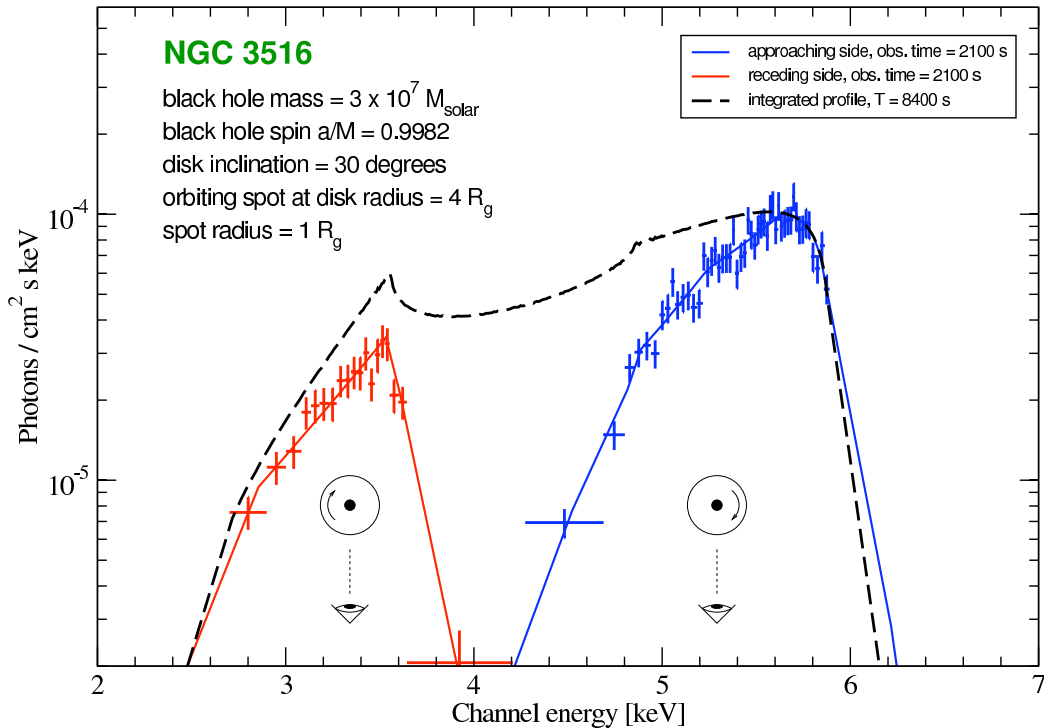 NGC 3516
black hole mass = 3 x 10^7 M_solar
black hole spin a/M = 0.9982
disk inclination = 30 degrees
orbiting spot at disk radius = 4 R_g
spot radius = 1 R_g
approaching side, obs. time = 2100 s
receding side, obs. time = 2100 s
integrated profile, T = 8400 s
Photons / cm^2 s keV
10^-4
10^-5
2 3 4 5 6 7
Channel energy [keV]